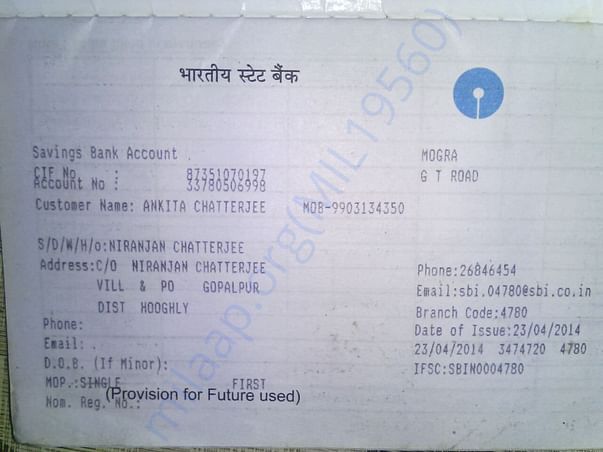 भारतीय स्टेट बैंक
Savings Bank Account
CIF No. : 87351070197
Account No : 33780506998
Customer Name: ANKITA CHATTERJEE MOB-9903134350
S/D/W/H/o: NIRANJAN CHATTERJEE
Address: C/O NIRANJAN CHATTERJEE
VILL & PO GOPALPUR
DIST HOOGHLY
Phone:
Email:
D.O.B. (If Minor):
MOP.: SINGLE FIRST
(Provision for Future used)
Nom. Reg. No.:
MOGRA
G T ROAD
Phone:26846454
Email:sbi.04780@sbi.co.in
Branch Code:4780
Date of Issue:23/04/2014
23/04/2014 3474720 4780
IFSC:SBIN0004780
milaap.org(MIL19560)